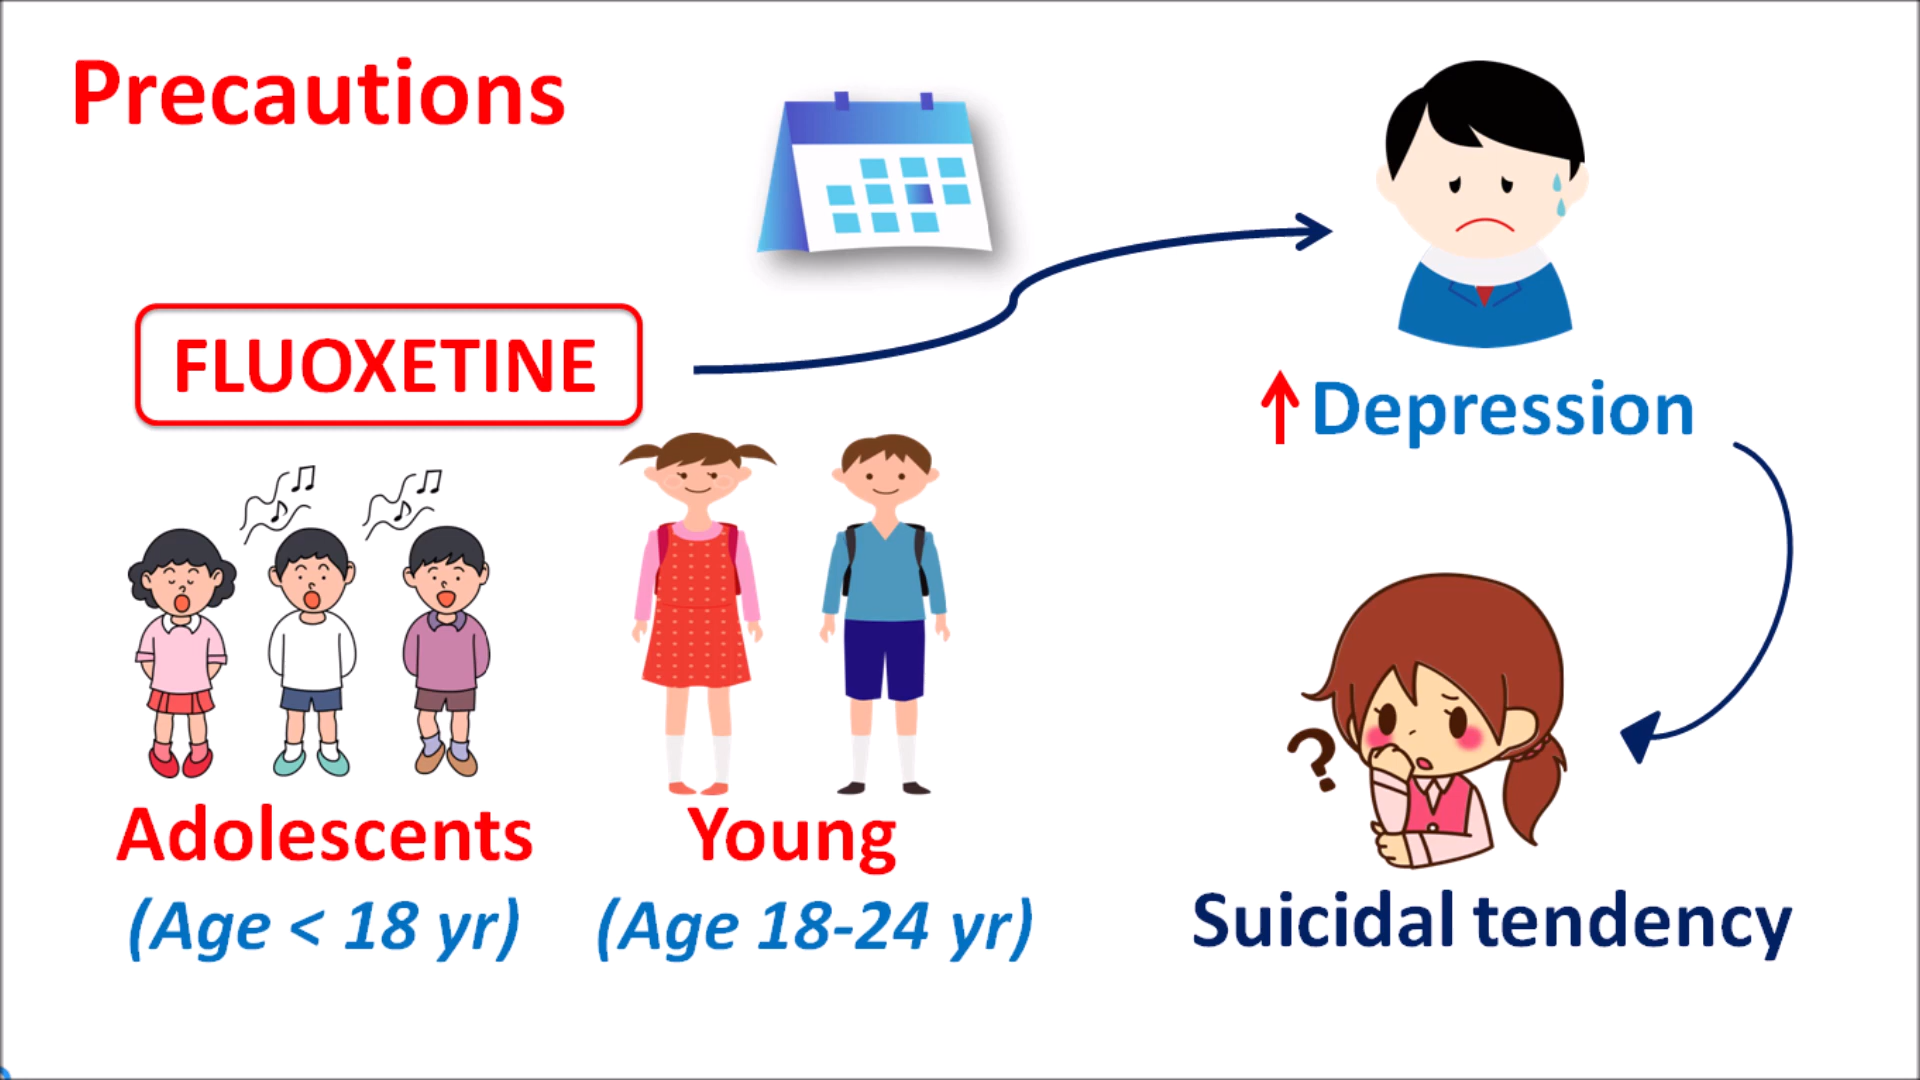 Precautions
FLUOXETINE
↑Depression
?
Adolescents
Young
(Age < 18 yr)
(Age 18-24 yr)
Suicidal tendency